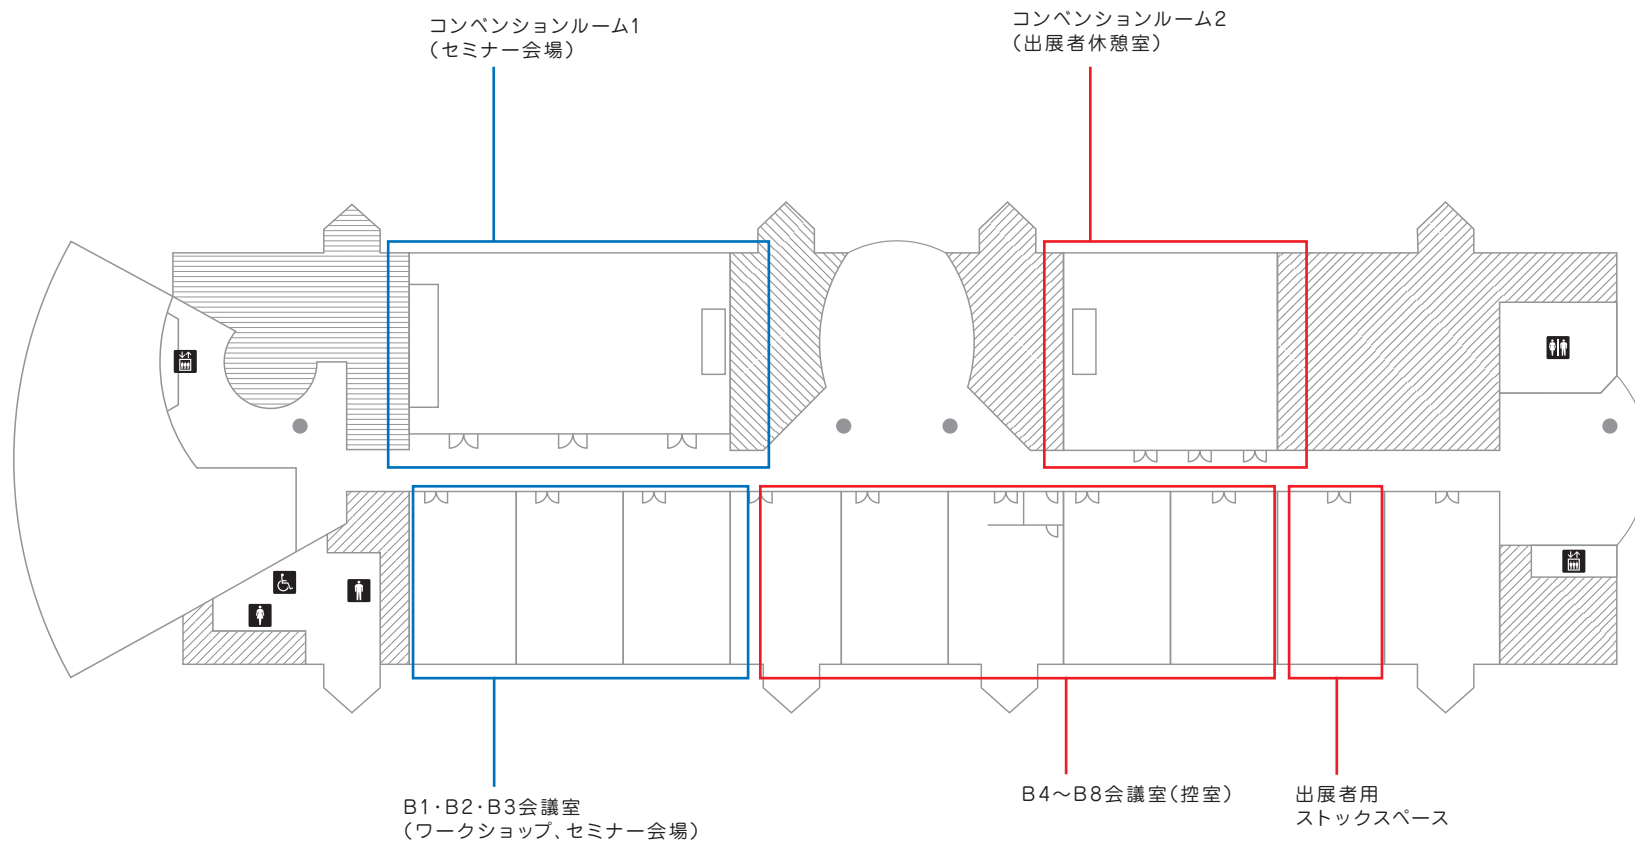 コンベンションルーム1
（セミナー会場）
コンベンションルーム2
（出展者休憩室）
B1・B2・B3会議室
（ワークショップ、セミナー会場）
B4〜B8会議室（控室）
出展者用
ストックスペース